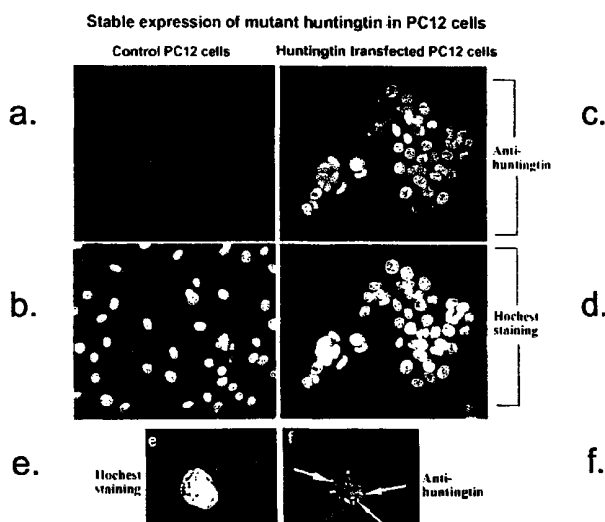 Stable expression of mutant huntingtin in PC12 cells
Control PC12 cells Huntingtin transfected PC12 cells
a.
c.
Anti-
huntingtin
b.
d.
Hochest
staining
e.
e
Hochest
staining
f
Anti-
huntingtin
f.